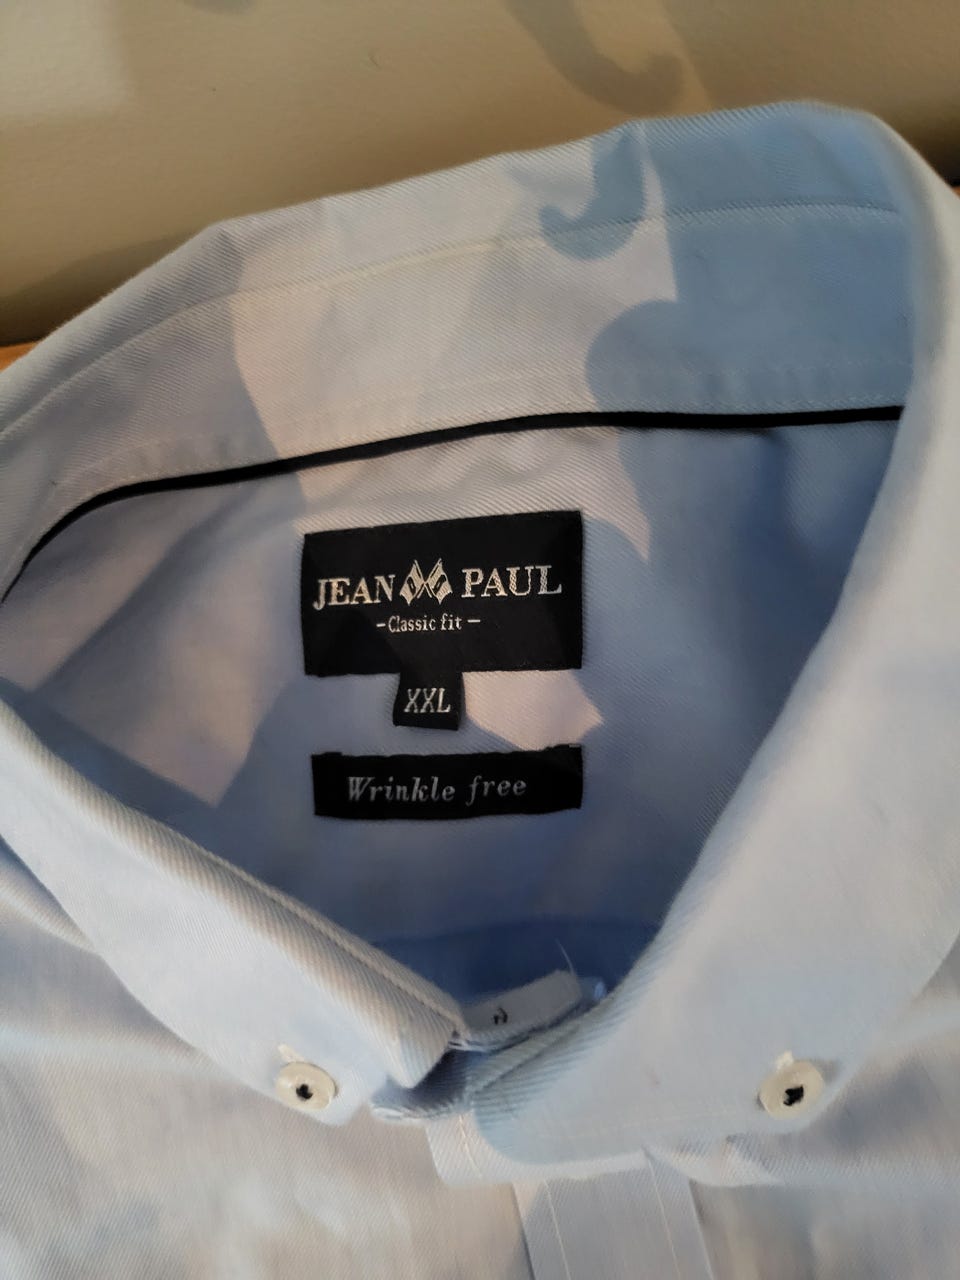 JEAN PAUL
-Classic fit-
XXL
Wrinkle free